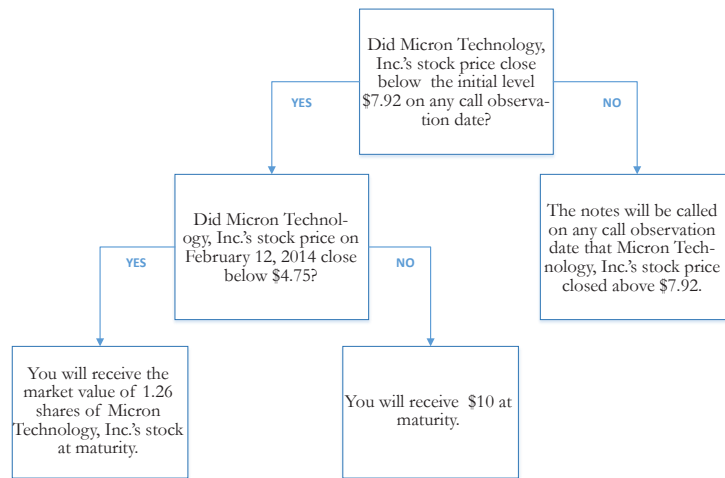 Did Micron Technology,
Inc.'s stock price close
below the initial level
$7.92 on any call observa-
tion date?
YES
NO
Did Micron Technol-
ogy, Inc.'s stock price on
February 12, 2014 close
below $4.75?
The notes will be called
on any call observation
date that Micron Tech-
nology, Inc.'s stock price
closed above $7.92.
YES
NO
You will receive the
market value of 1.26
shares of Micron
Technology, Inc.'s stock
at maturity.
You will receive $10 at
maturity.